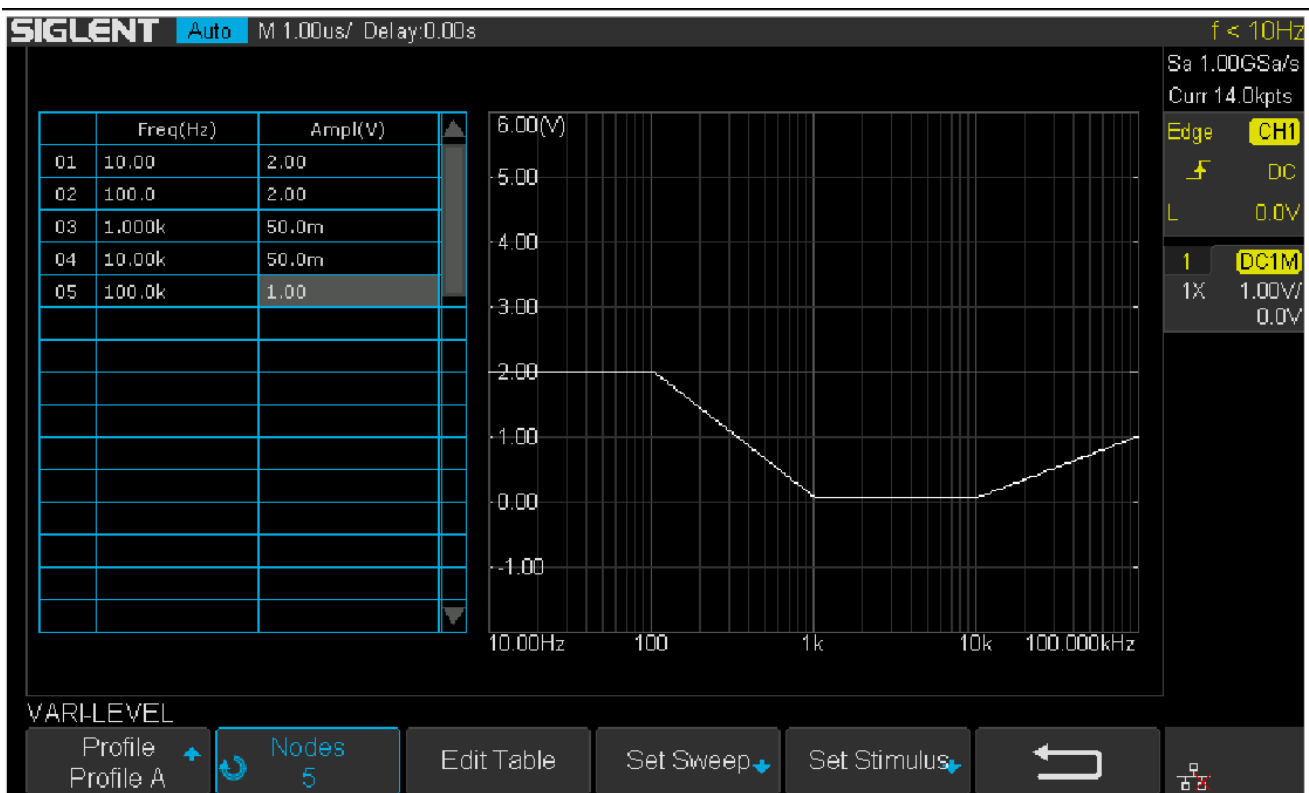 SIGLENT Auto M 1.00us/ Delay:0.00s f < 10Hz
Sa 1.00GSa/s
Curr 14.0kpts
Edge CH1
DC
L 0.0V
1 DC1M
1X 1.00V/
0.0V
Freq(Hz) Ampl(V)
01 10.00 2.00
02 100.0 2.00
03 1.000k 50.0m
04 10.00k 50.0m
05 100.0k 1.00
6.00(V)
5.00
4.00
3.00
2.00
1.00
0.00
-1.00
10.00Hz 100 1k 10k 100.000kHz
VARI-LEVEL
Profile
Profile A
Nodes
5
Edit Table
Set Sweep
Set Stimulus